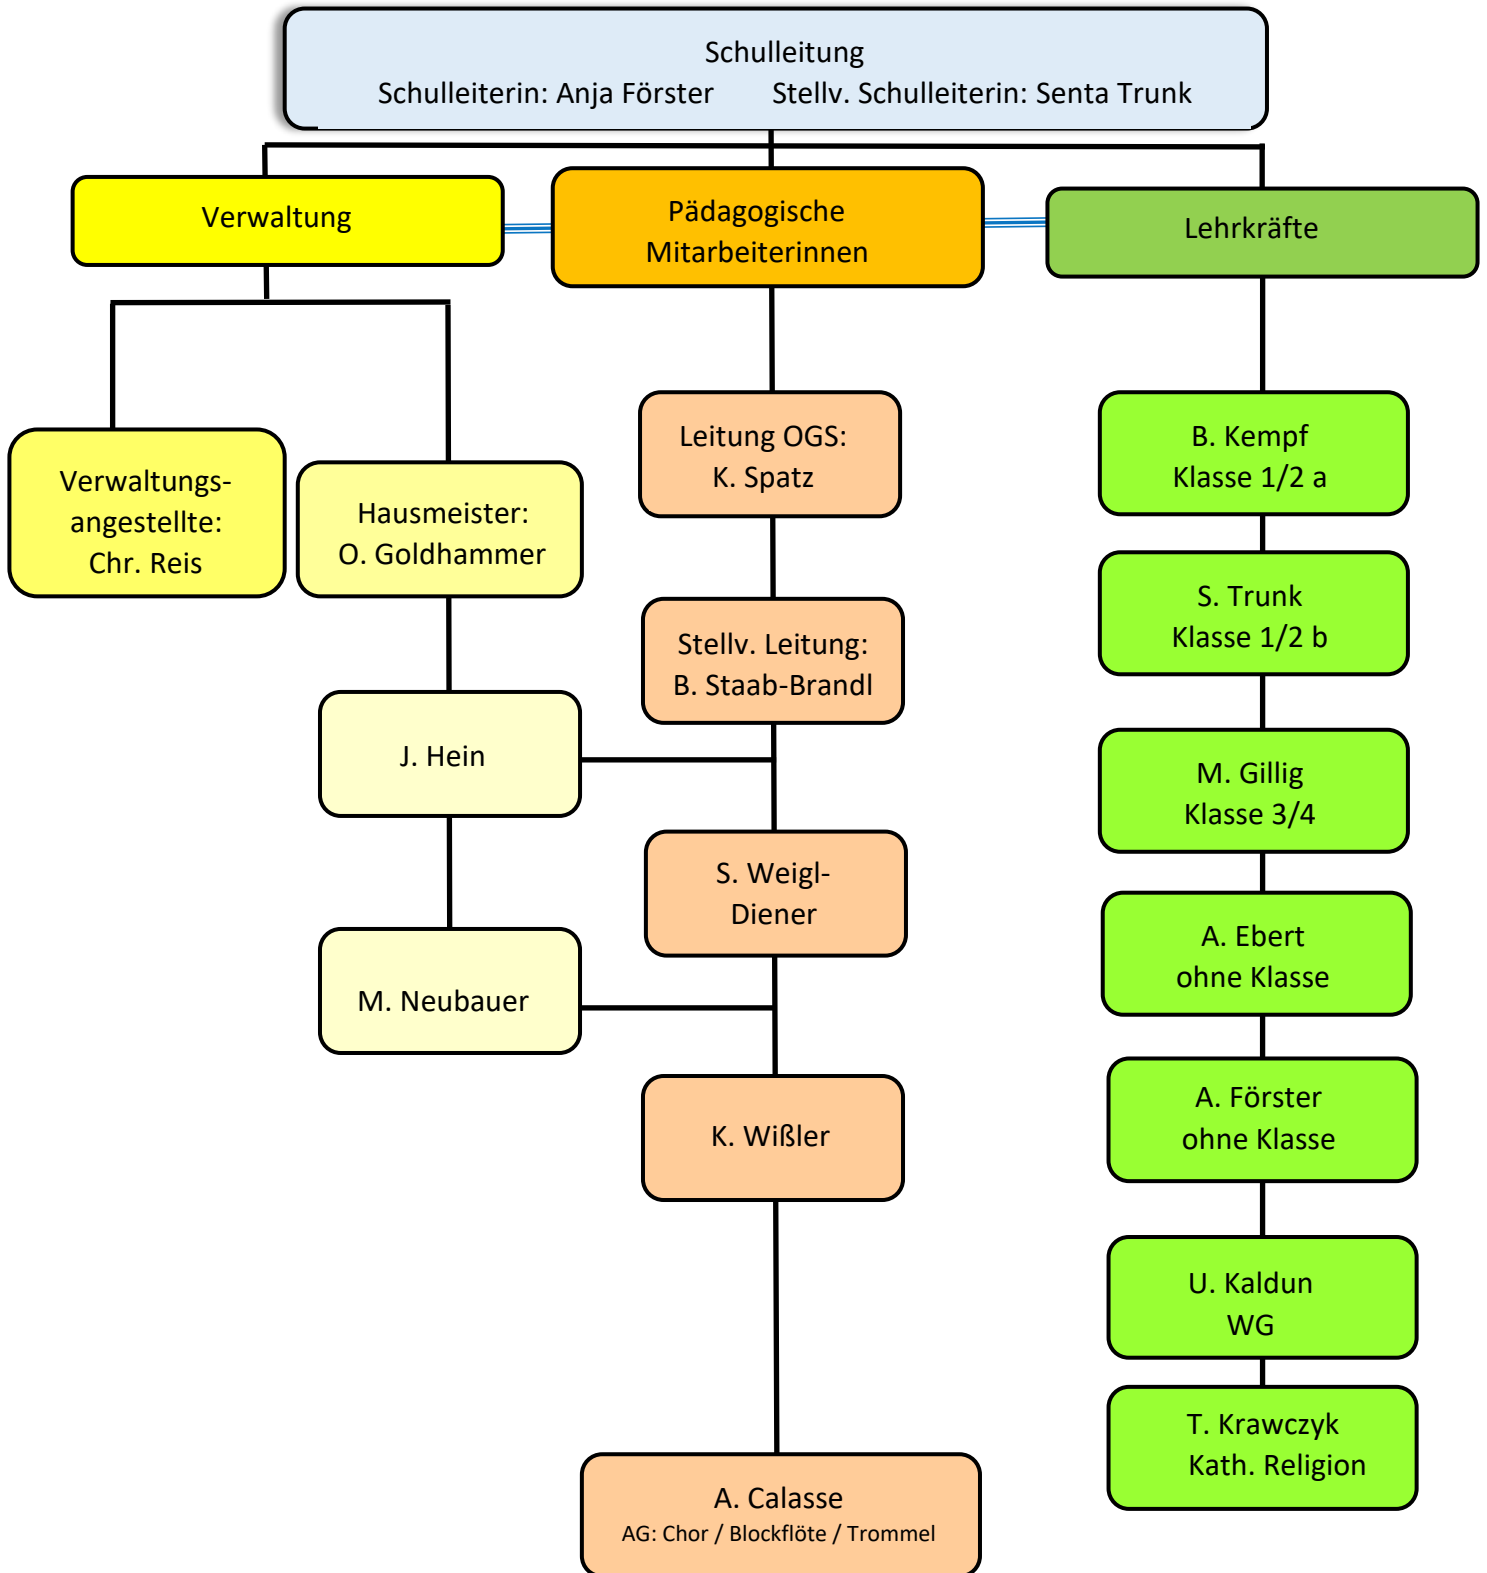 Schulleitung
Schulleiterin: Anja Förster Stellv. Schulleiterin: Senta Trunk
Verwaltung
Pädagogische
Mitarbeiterinnen
Lehrkräfte
Verwaltungs-
angestellte:
Chr. Reis
Hausmeister:
O. Goldhammer
J. Hein
M. Neubauer
Leitung OGS:
K. Spatz
Stellv. Leitung:
B. Staab-Brandl
S. Weigl-
Diener
K. Wißler
A. Calasse
AG: Chor / Blockflöte / Trommel
B. Kempf
Klasse 1/2 a
S. Trunk
Klasse 1/2 b
M. Gillig
Klasse 3/4
A. Ebert
ohne Klasse
A. Förster
ohne Klasse
U. Kaldun
WG
T. Krawczyk
Kath. Religion